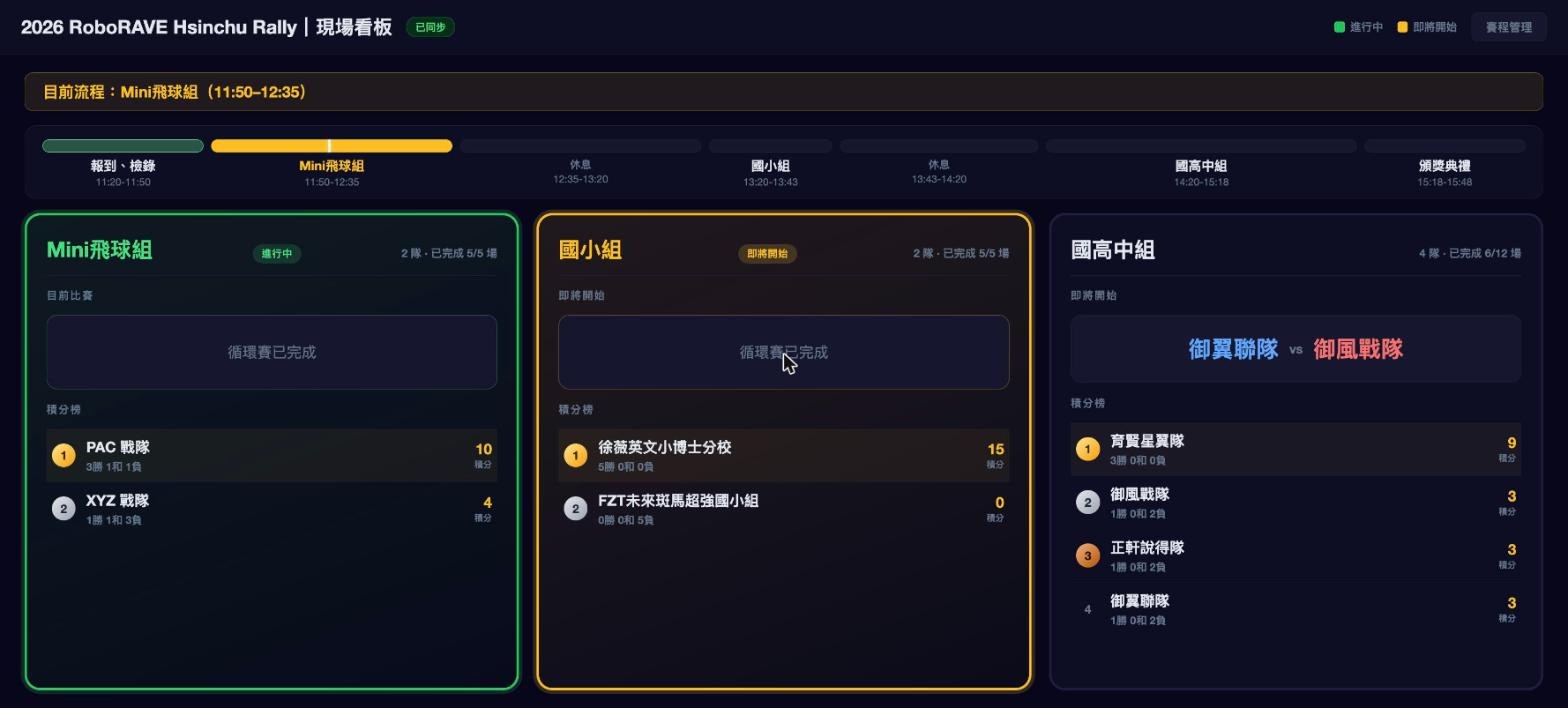 2026 RoboRAVE Hsinchu Rally｜現場看板 已同步 進行中 即將開始 賽程管理
目前流程：Mini飛球組（11:50–12:35）
報到、檢錄
11:20-11:50
Mini飛球組
11:50-12:35
休息
12:35-13:20
國小組
13:20-13:43
休息
13:43-14:20
國高中組
14:20-15:18
頒獎典禮
15:18-15:48
Mini飛球組 進行中 2 隊 · 已完成 5/5 場
目前比賽
循環賽已完成
積分榜
1 PAC 戰隊 10
3勝 1和 1負 積分
2 XYZ 戰隊 4
1勝 1和 3負 積分
國小組 即將開始 2 隊 · 已完成 5/5 場
即將開始
循環賽已完成
積分榜
1 徐薇英文小博士分校 15
5勝 0和 0負 積分
2 FZT未來斑馬超強國小組 0
0勝 0和 5負 積分
國高中組 4 隊 · 已完成 6/12 場
即將開始
御翼聯隊 vs 御風戰隊
積分榜
1 育賢星翼隊 9
3勝 0和 0負 積分
2 御風戰隊 3
1勝 0和 2負 積分
3 正軒說得隊 3
1勝 0和 2負 積分
4 御翼聯隊 3
1勝 0和 2負 積分